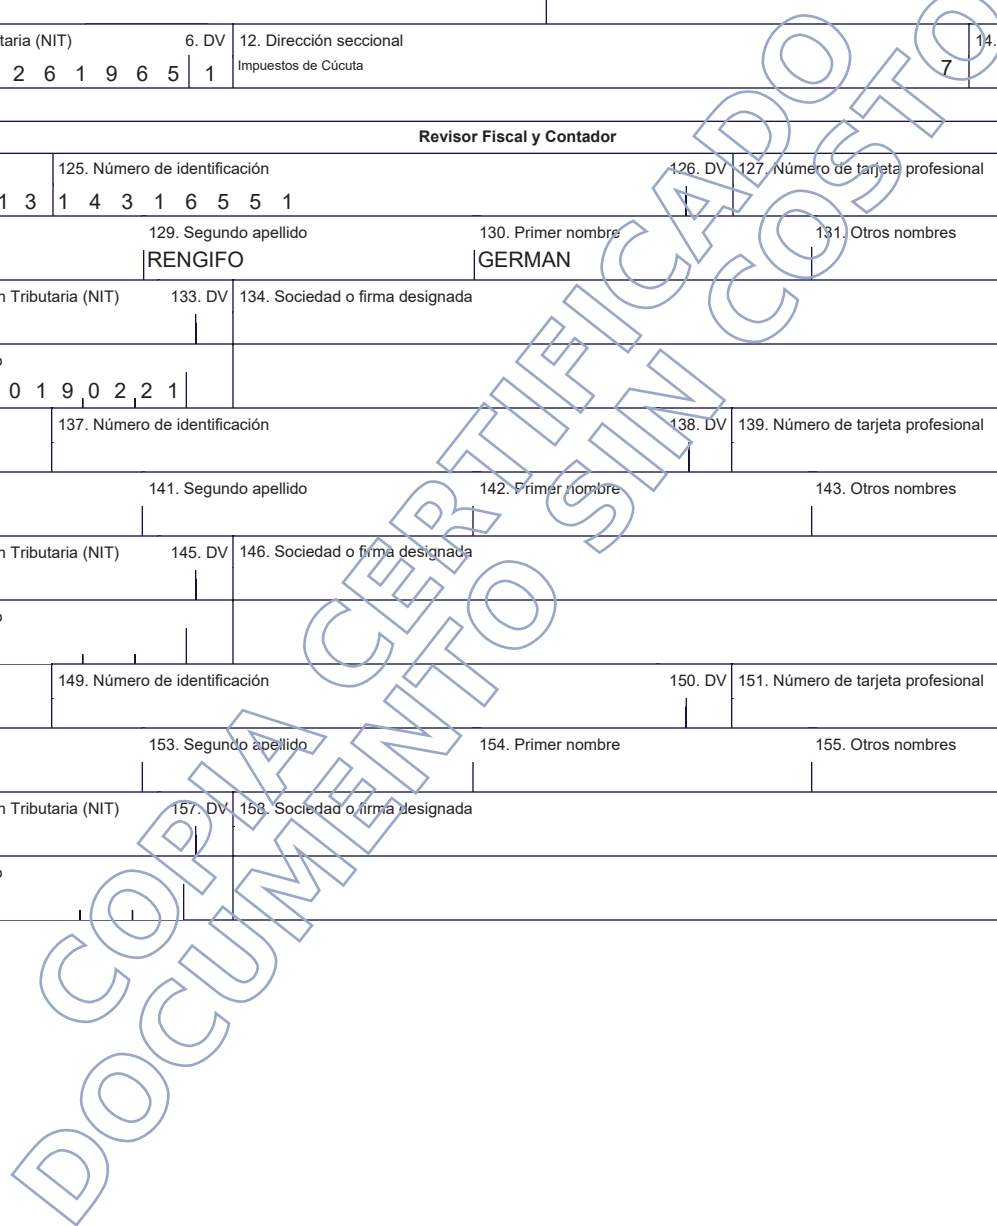 taria (NIT) 6. DV 12. Dirección seccional 14.
2 6 1 9 6 5 1 Impuestos de Cúcuta 7
Revisor Fiscal y Contador
125. Número de identificación 126. DV 127. Número de tarjeta profesional
1 3 1 4 3 1 6 5 5 1
129. Segundo apellido 130. Primer nombre 131. Otros nombres
RENGIFO GERMAN
n Tributaria (NIT) 133. DV 134. Sociedad o firma designada
o
0 1 9 0 2 2 1
137. Número de identificación 138. DV 139. Número de tarjeta profesional
141. Segundo apellido 142. Primer nombre 143. Otros nombres
n Tributaria (NIT) 145. DV 146. Sociedad o firma designada
o
149. Número de identificación 150. DV 151. Número de tarjeta profesional
153. Segundo apellido 154. Primer nombre 155. Otros nombres
n Tributaria (NIT) 157. DV 158. Sociedad o firma designada
o
COPIA CERTIFICADO
DOCUMENTO SIN COSTO